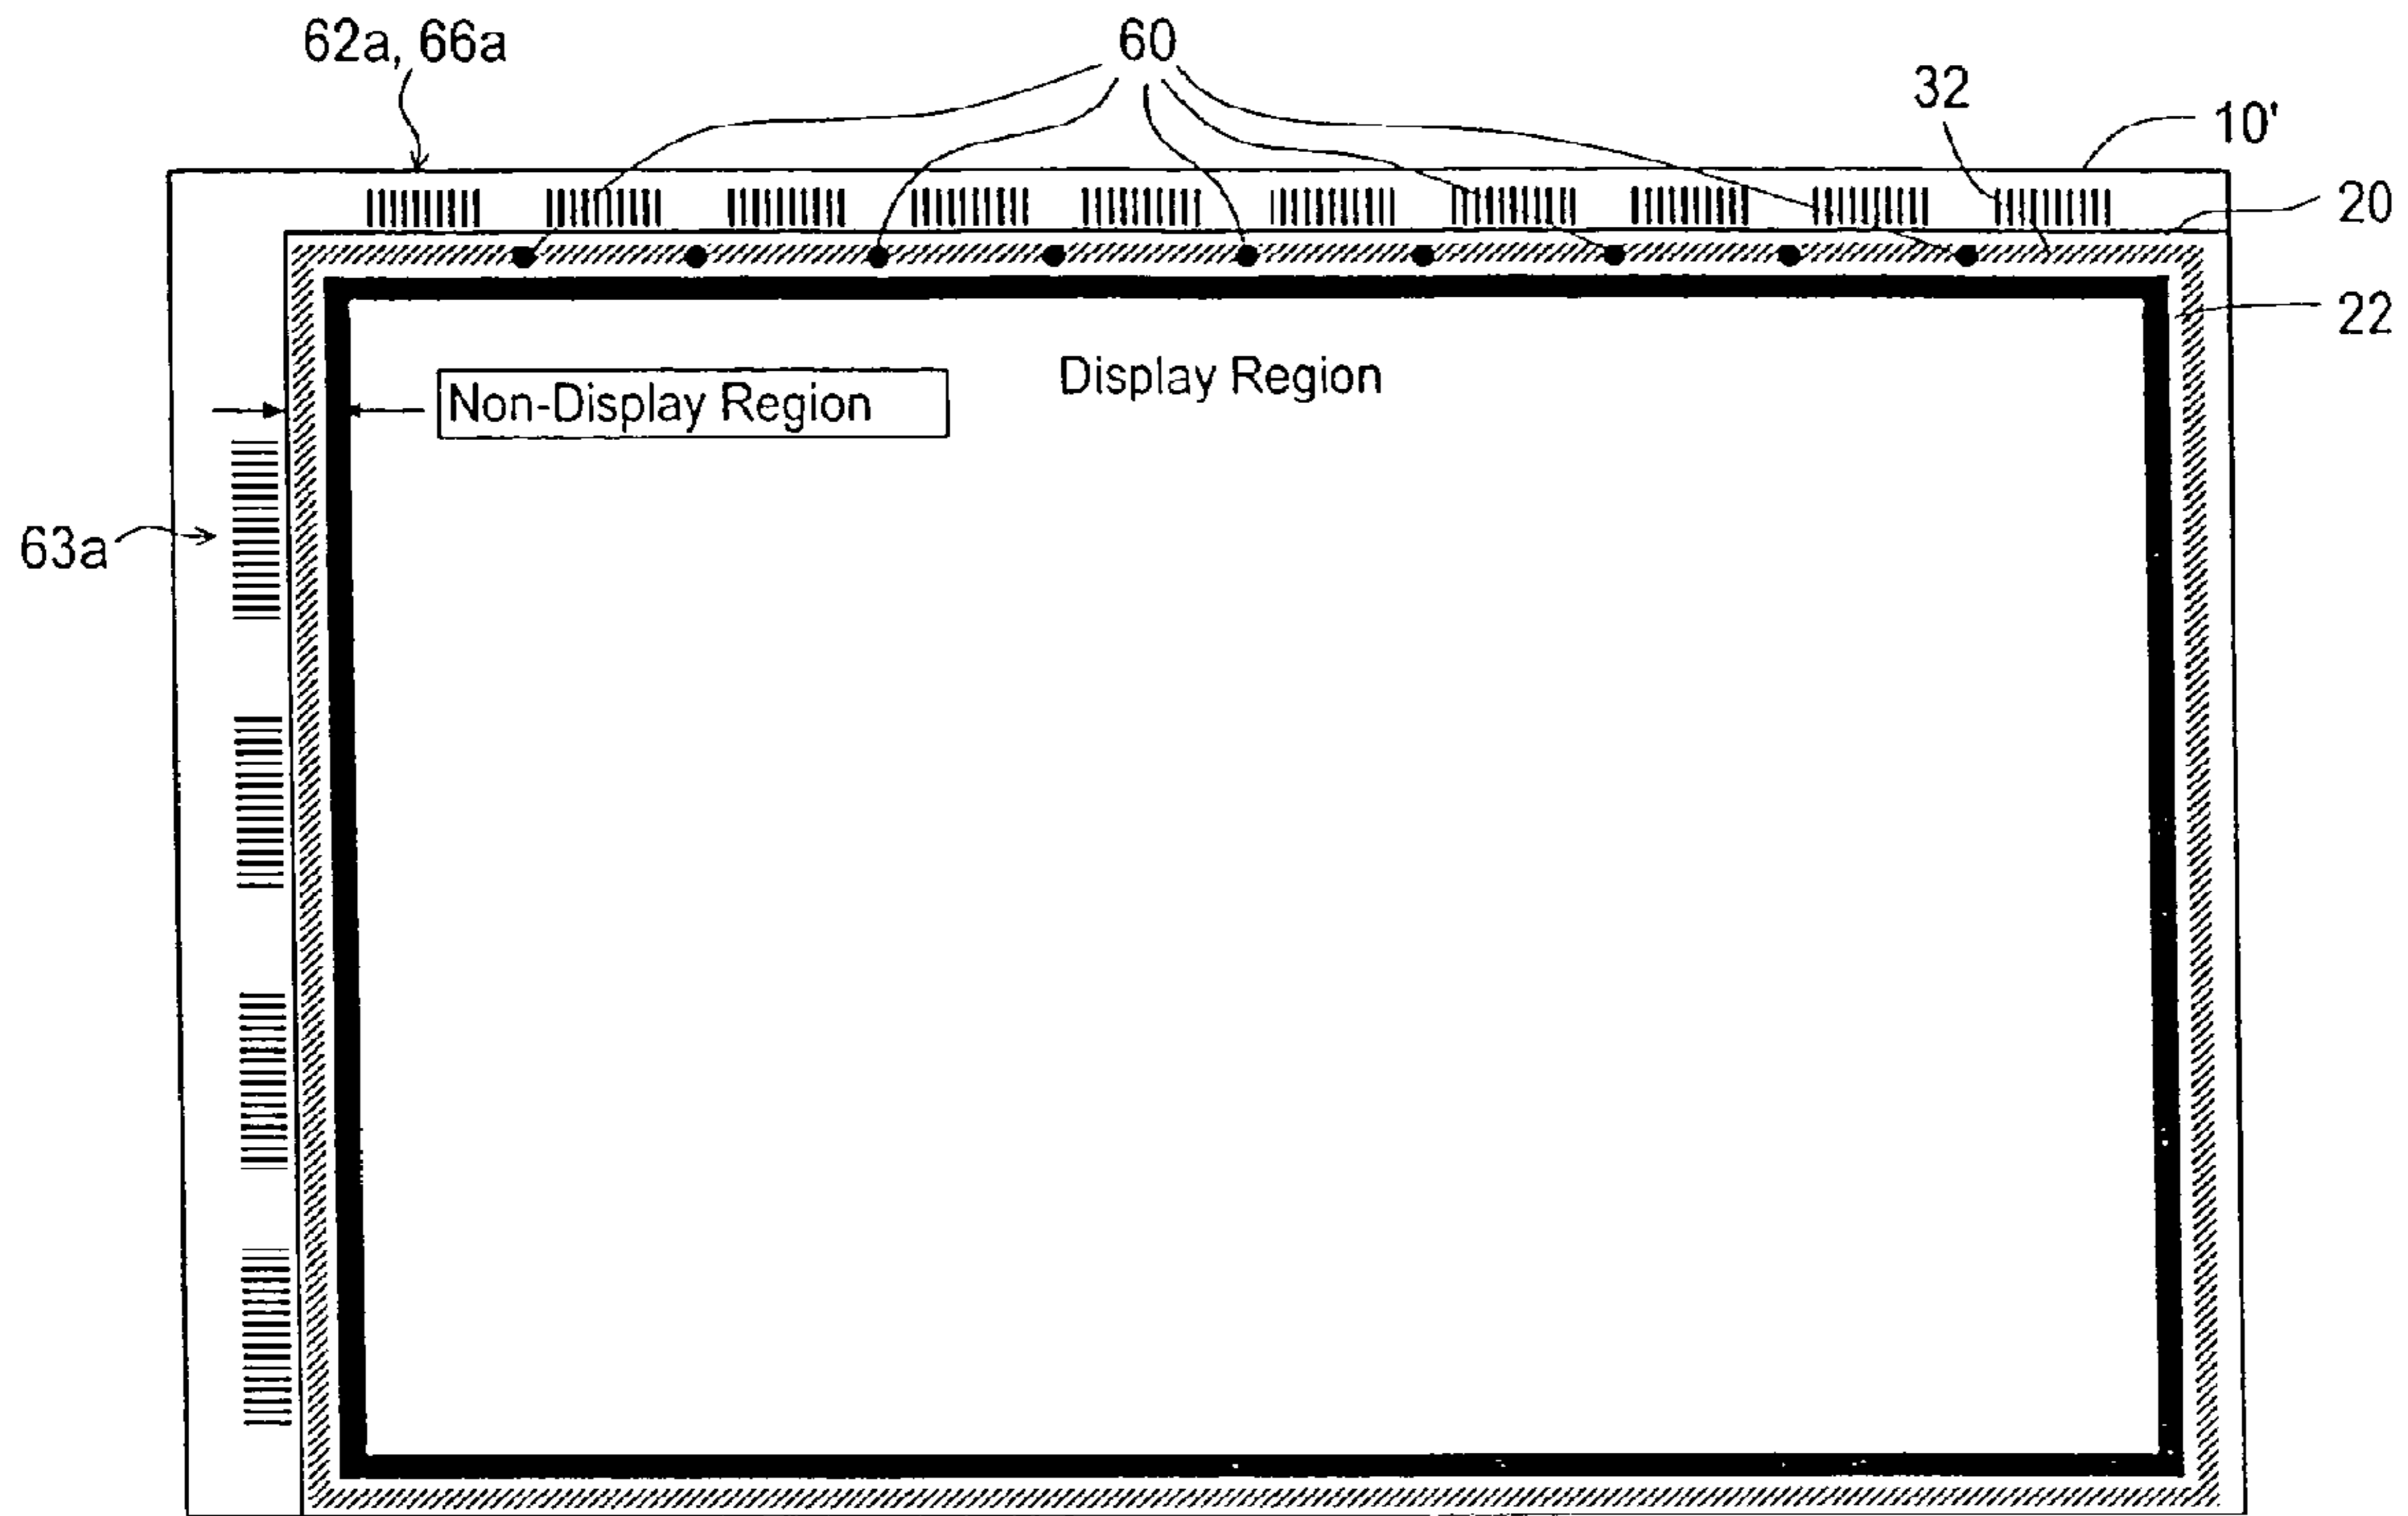 62a, 66a
60
32
10'
20
22
Display Region
Non-Display Region
63a